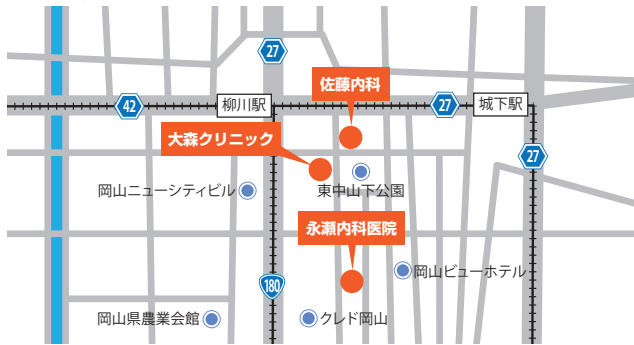 27
佐藤内科
42
柳川駅
27
城下駅
大森クリニック
27
岡山ニューシティビル
東中山下公園
永瀬内科医院
岡山ビューホテル
180
岡山県農業会館
クレド岡山